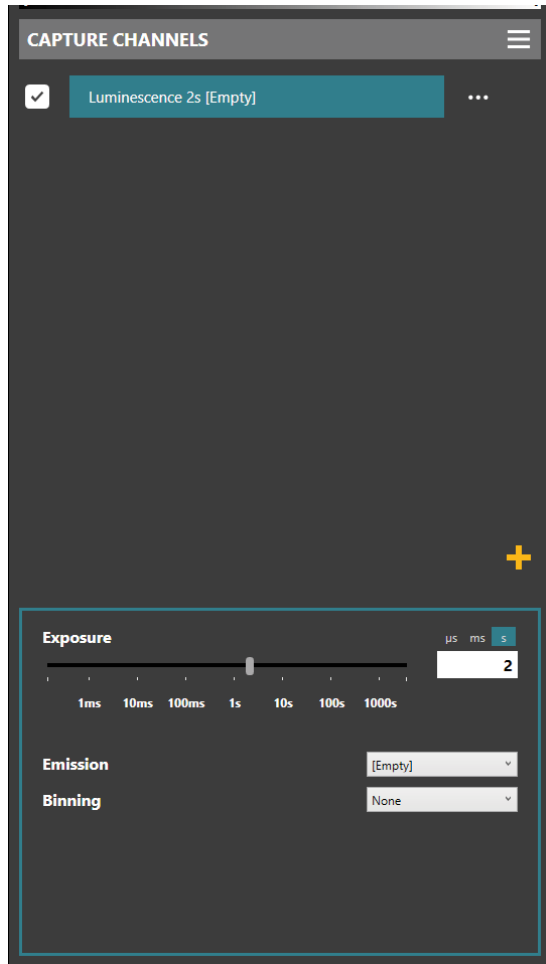 CAPTURE CHANNELS
Luminescence 2s [Empty]
Exposure
µs ms s
2
1ms 10ms 100ms 1s 10s 100s 1000s
Emission
[Empty]
Binning
None